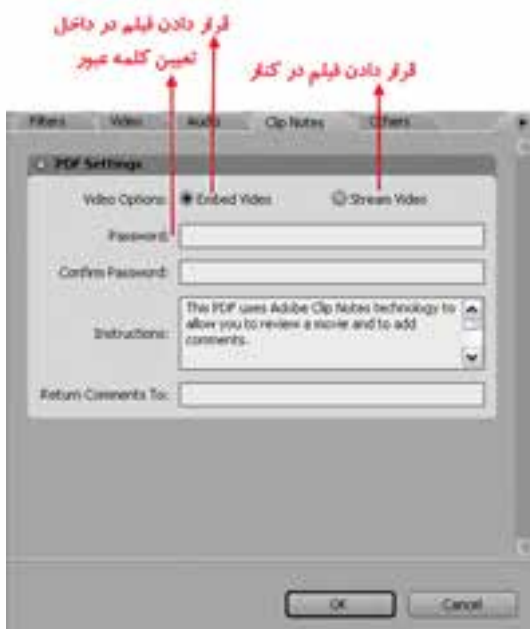 قرار دادن فیلم در داخل
تعیین کلمه عبور
قرار دادن فیلم در کنار
Filters Video Audio Clip Notes Others
PDF Settings
Video Options: Embed Video Stream Video
Password:
Confirm Password:
Instructions:
This PDF uses Adobe Clip Notes technology to
allow you to review a movie and to add
comments.
Return Comments To:
OK Cancel